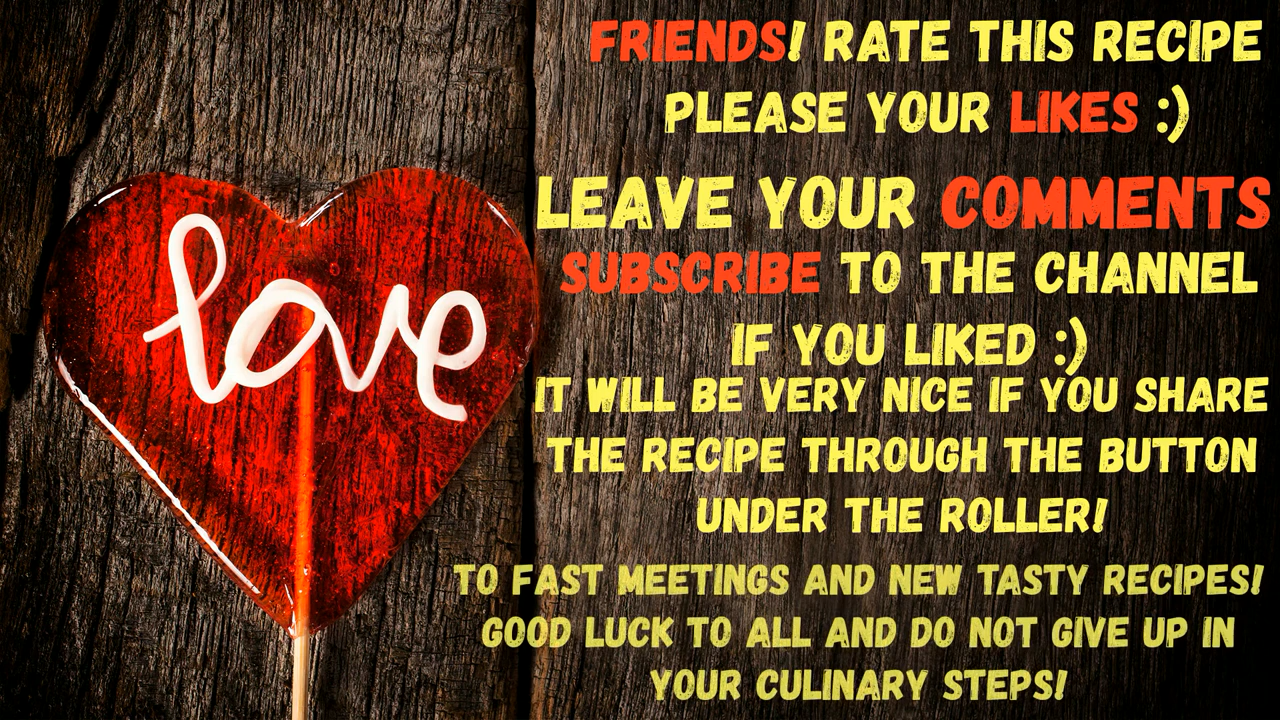 love
FRIENDS! RATE THIS RECIPE
PLEASE YOUR LIKES :)
LEAVE YOUR COMMENTS
SUBSCRIBE TO THE CHANNEL
IF YOU LIKED :)
IT WILL BE VERY NICE IF YOU SHARE
THE RECIPE THROUGH THE BUTTON
UNDER THE ROLLER!
TO FAST MEETINGS AND NEW TASTY RECIPES!
GOOD LUCK TO ALL AND DO NOT GIVE UP IN
YOUR CULINARY STEPS!